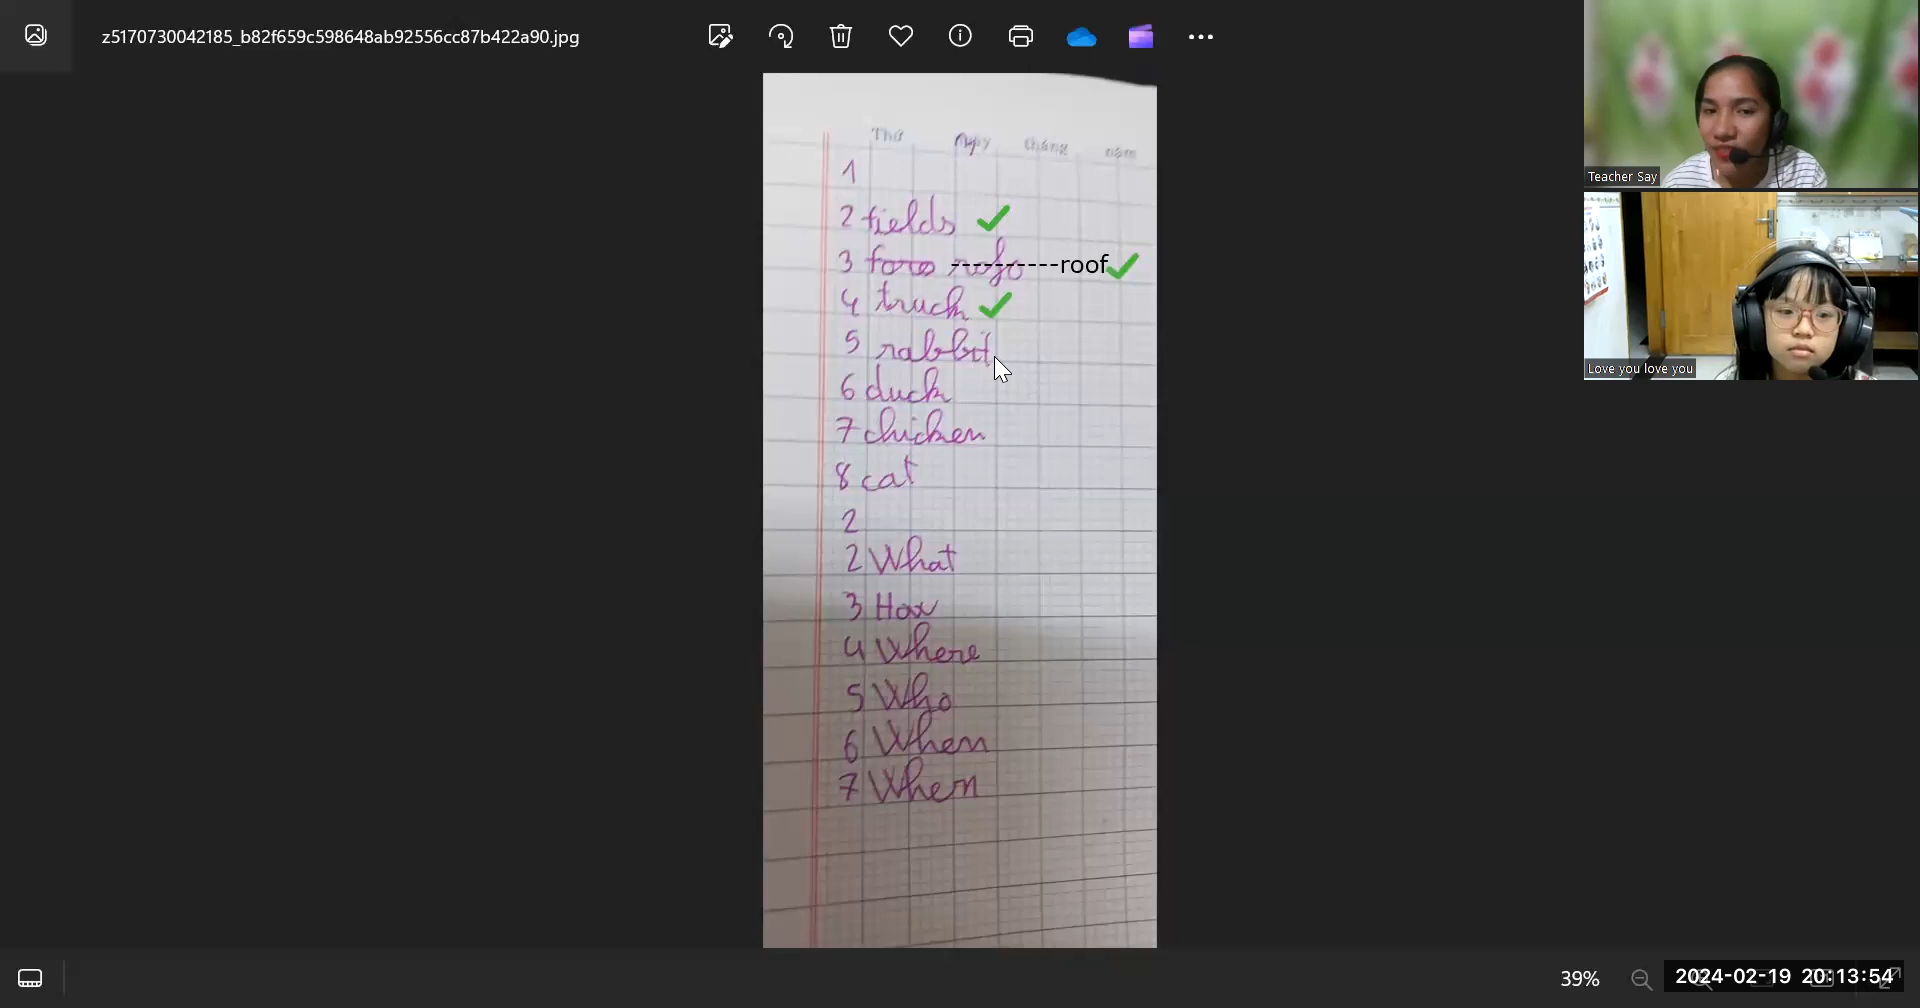 z5170730042185_b82f659c598648ab92556cc87b422a90.jpg
Teacher Say
Love you love you
Thứ Ngày tháng năm
1
2 fields
3 roof
4 truck
5 rabbit
6 duck
7 chicken
8 cat
2
2 What
3 How
4 Where
5 Who
6 When
7 When
39%
2024-02-19 20:13:54